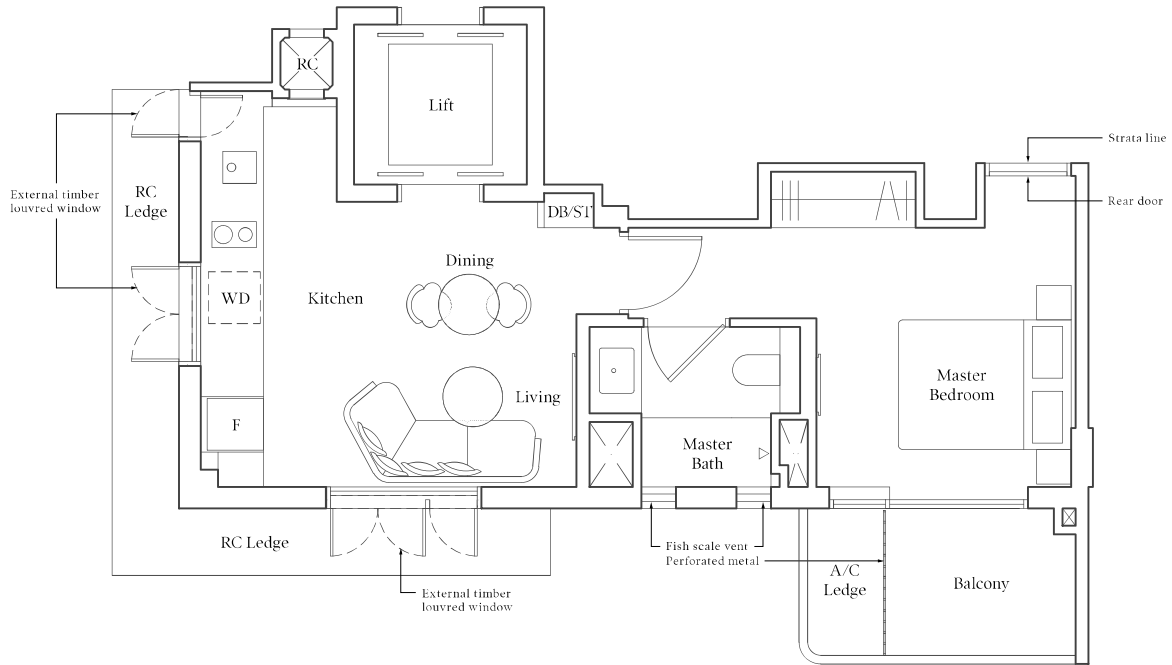 RC
Lift
Strata line
External timber
louvred window
RC
Ledge
DB/ST
Rear door
Dining
WD
Kitchen
Living
Master
Bedroom
F
Master
Bath
RC Ledge
Fish scale vent
Perforated metal
A/C
Ledge
Balcony
External timber
louvred window